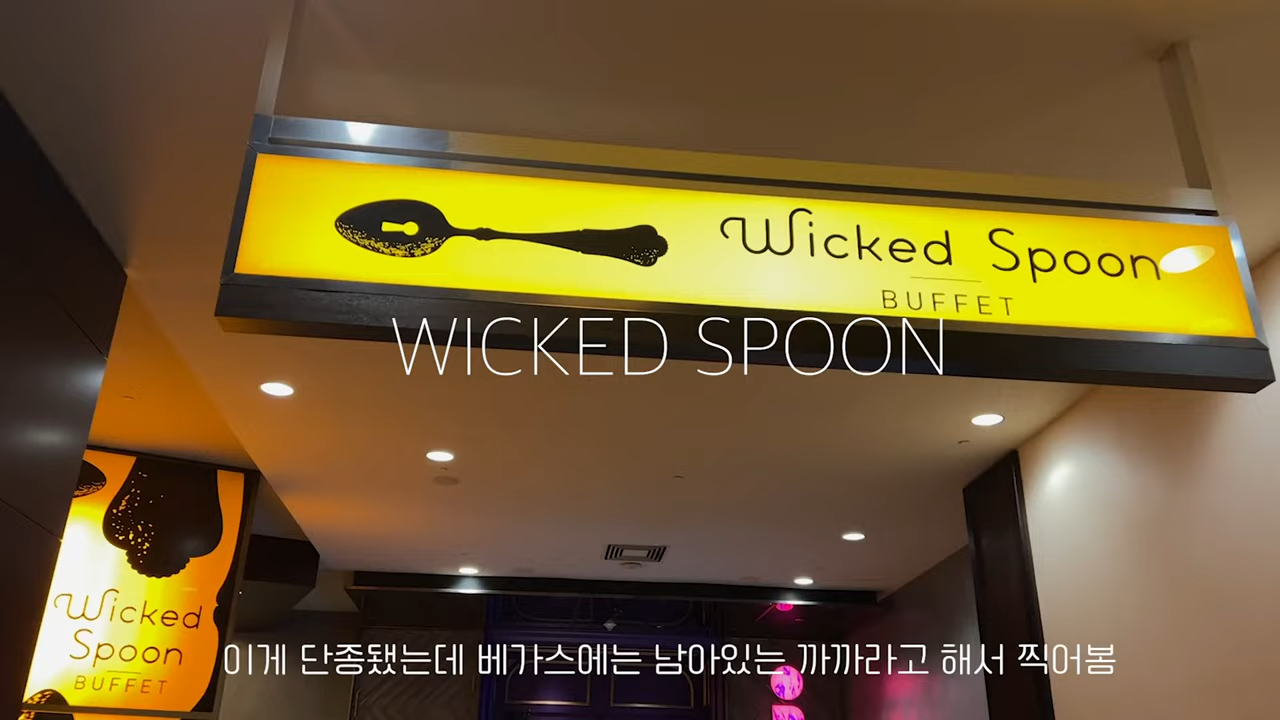 Wicked Spoon
BUFFET
WICKED SPOON
Wicked
Spoon
BUFFET
이게 단종됐는데 베가스에는 남아있는 까까라고 해서 찍어봄